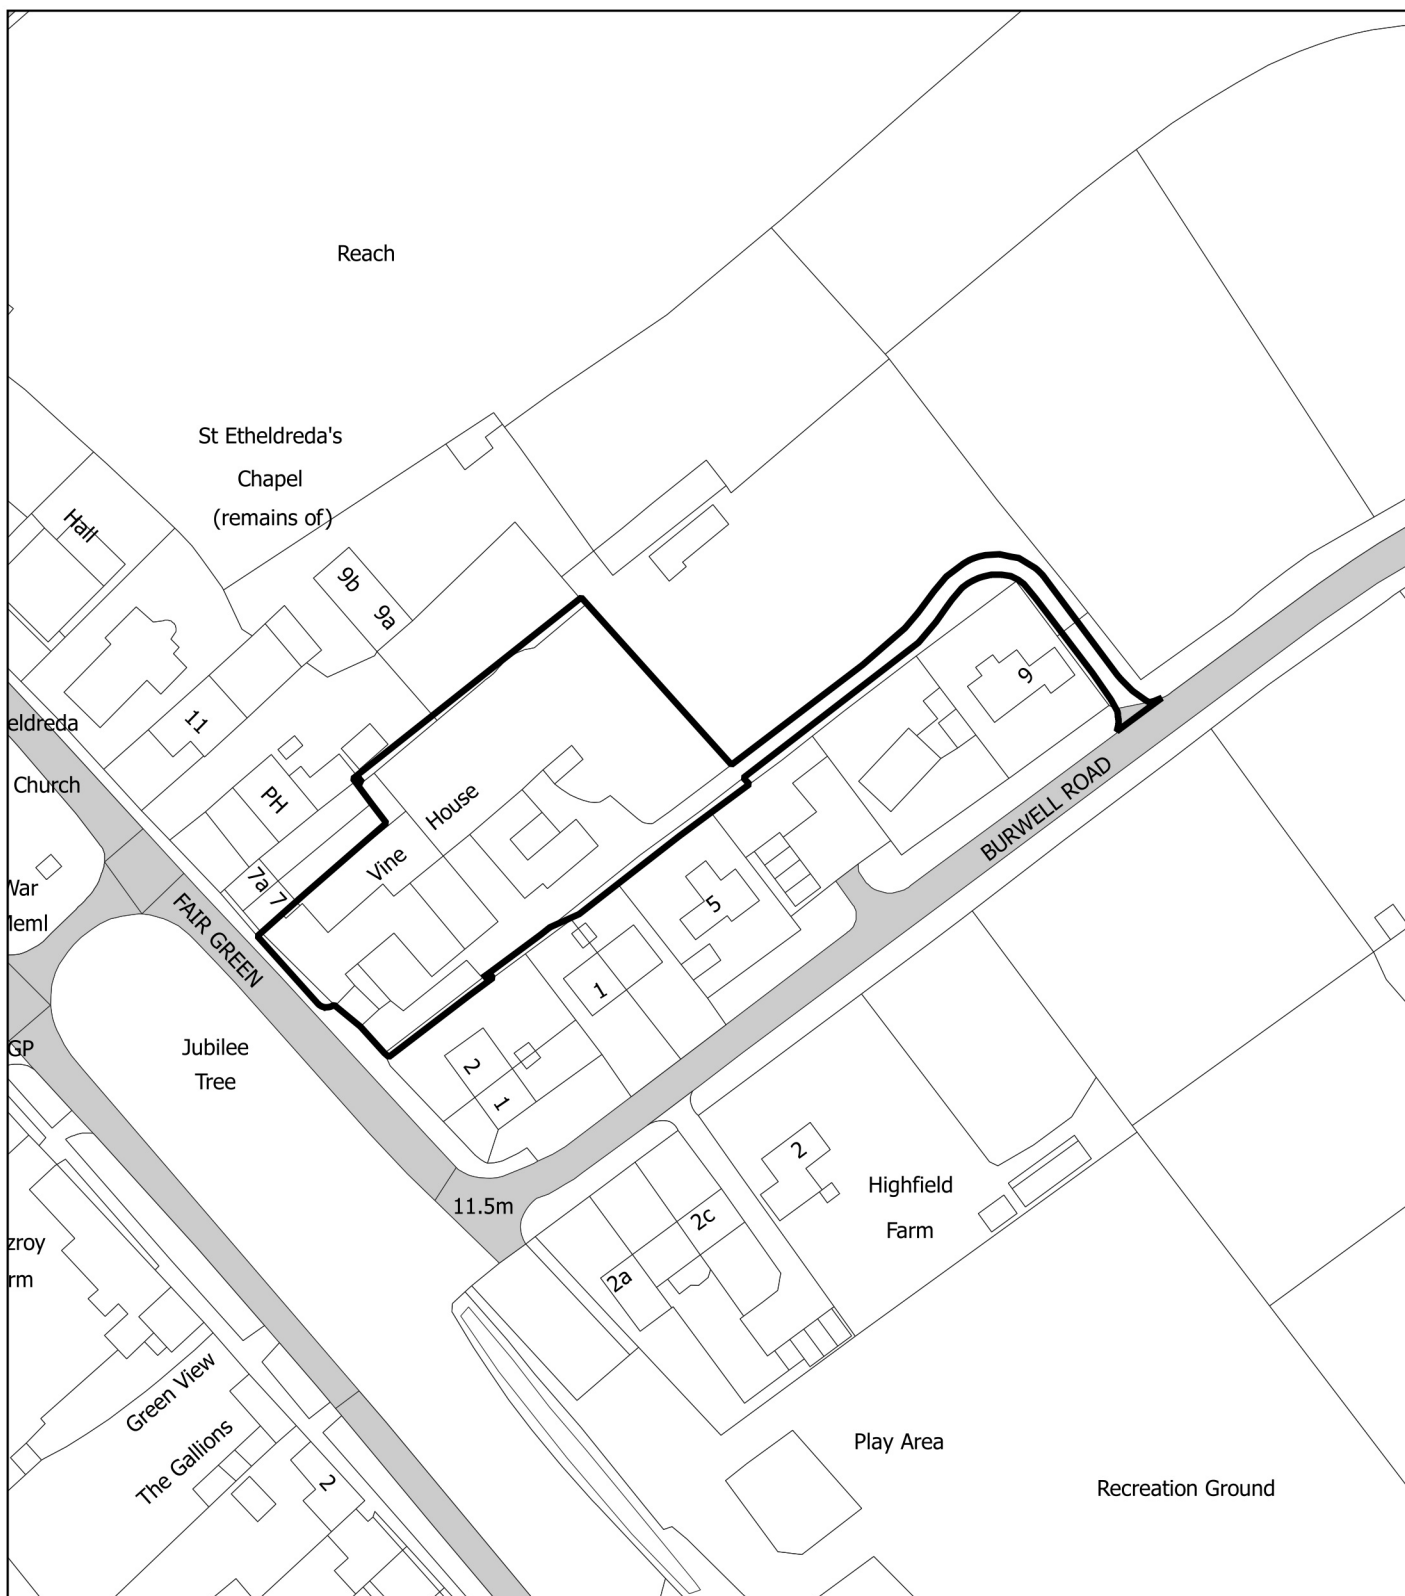 Reach
St Etheldreda's
Chapel
(remains of)
Hall
9b
9a
11
eldreda
Church
PH
House
Vine
7a
7
9
BURWELL ROAD
War
Meml
FAIR GREEN
5
1
GP
Jubilee
Tree
2
1
2
Highfield
Farm
11.5m
2c
2a
zroy
rm
Green View
The Gallions
2
Play Area
Recreation Ground